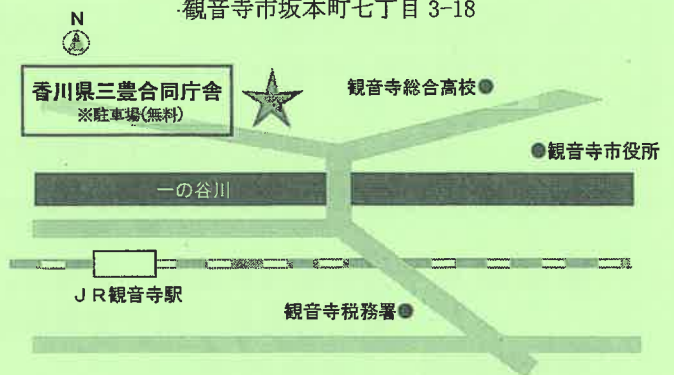 観音寺市坂本町七丁目 3-18
N
香川県三豊合同庁舎
※駐車場(無料)
観音寺総合高校
観音寺市役所
一の谷川
JR観音寺駅
観音寺税務署